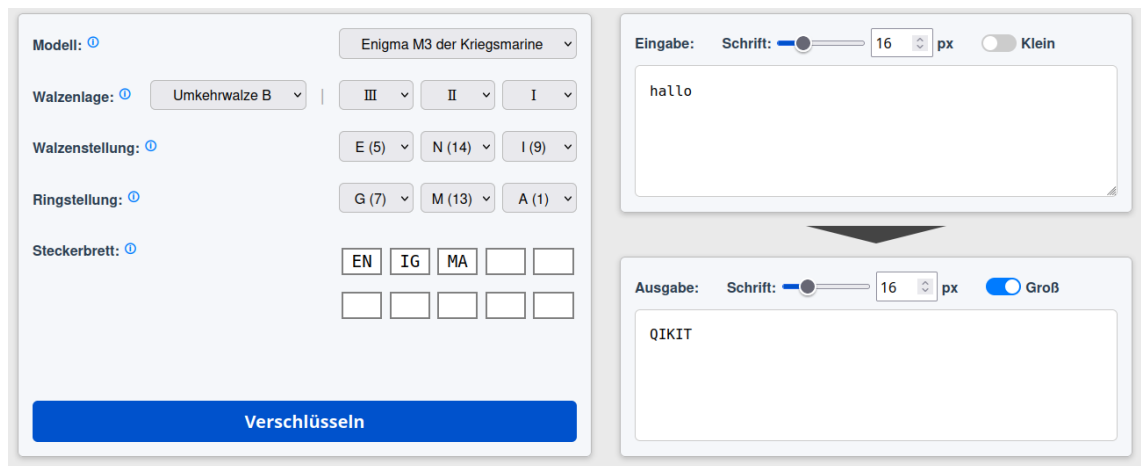 Modell: ⓘ Enigma M3 der Kriegsmarine
Walzenlage: ⓘ Umkehrwalze B | III II I
Walzenstellung: ⓘ E (5) N (14) I (9)
Ringstellung: ⓘ G (7) M (13) A (1)
Steckerbrett: ⓘ EN IG MA
Verschlüsseln
Eingabe: Schrift: 16 px Klein
hallo
Ausgabe: Schrift: 16 px Groß
QIKIT